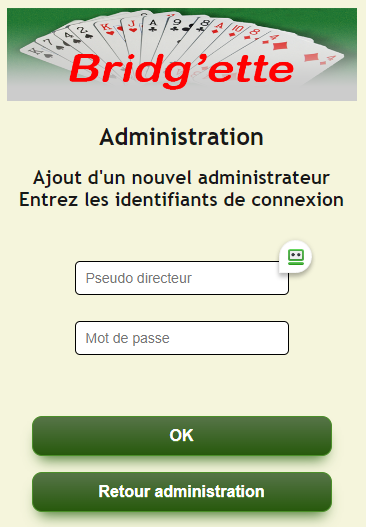 Bridg'ette
Administration
Ajout d'un nouvel administrateur
Entrez les identifiants de connexion
Pseudo directeur
Mot de passe
OK
Retour administration